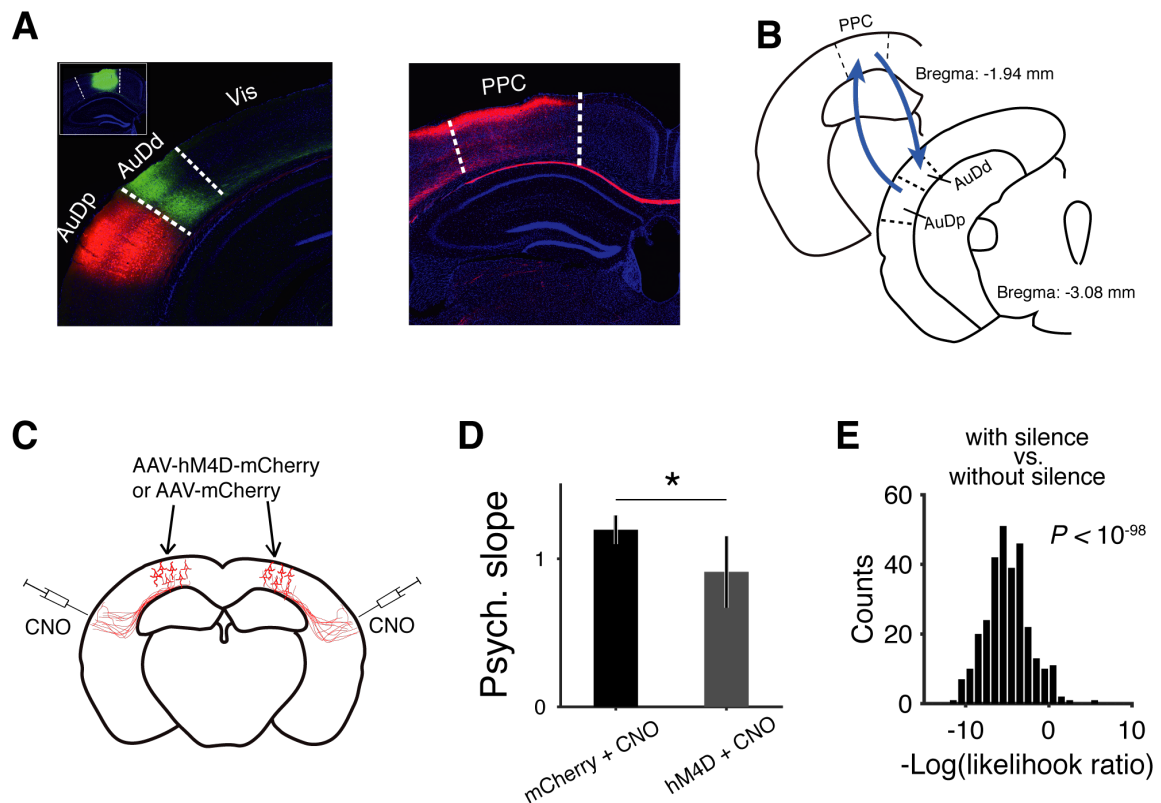 A
Vis
AuDd
AuDp
PPC
B
PPC
Bregma: -1.94 mm
AuDd
AuDp
Bregma: -3.08 mm
C
AAV-hM4D-mCherry
or AAV-mCherry
CNO
CNO
D
*
Psych. slope
1
0
mCherry + CNO
hM4D + CNO
E
with silence
vs.
without silence
P < 10^-98
Counts
60
40
20
0
-10
0
10
-Log(likelihook ratio)